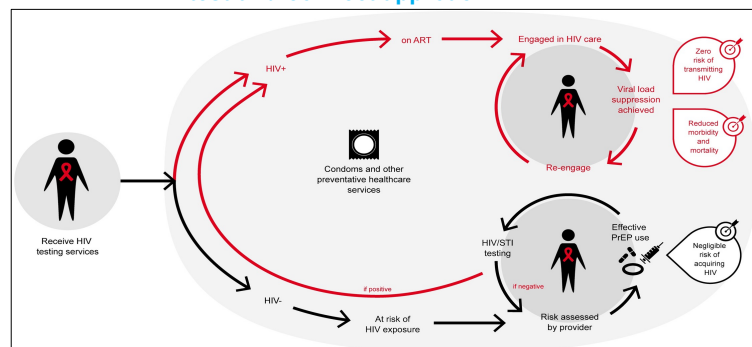 Receive HIV
testing services
HIV+
on ART
Engaged in HIV care
Viral load
suppression
achieved
Re-engage
Zero
risk of
transmitting
HIV
Reduced
morbidity
and
mortality
Condoms and other
preventative healthcare
services
HIV-
At risk of
HIV exposure
Risk assessed
by provider
if negative
if positive
HIV/STI
testing
Effective
PrEP use
Negligible
risk of
acquiring
HIV